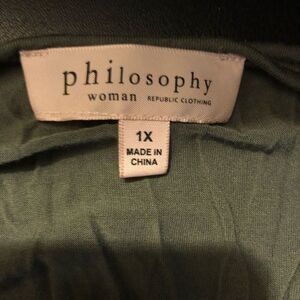 philosophy
woman REPUBLIC CLOTHING
1X
MADE IN
CHINA